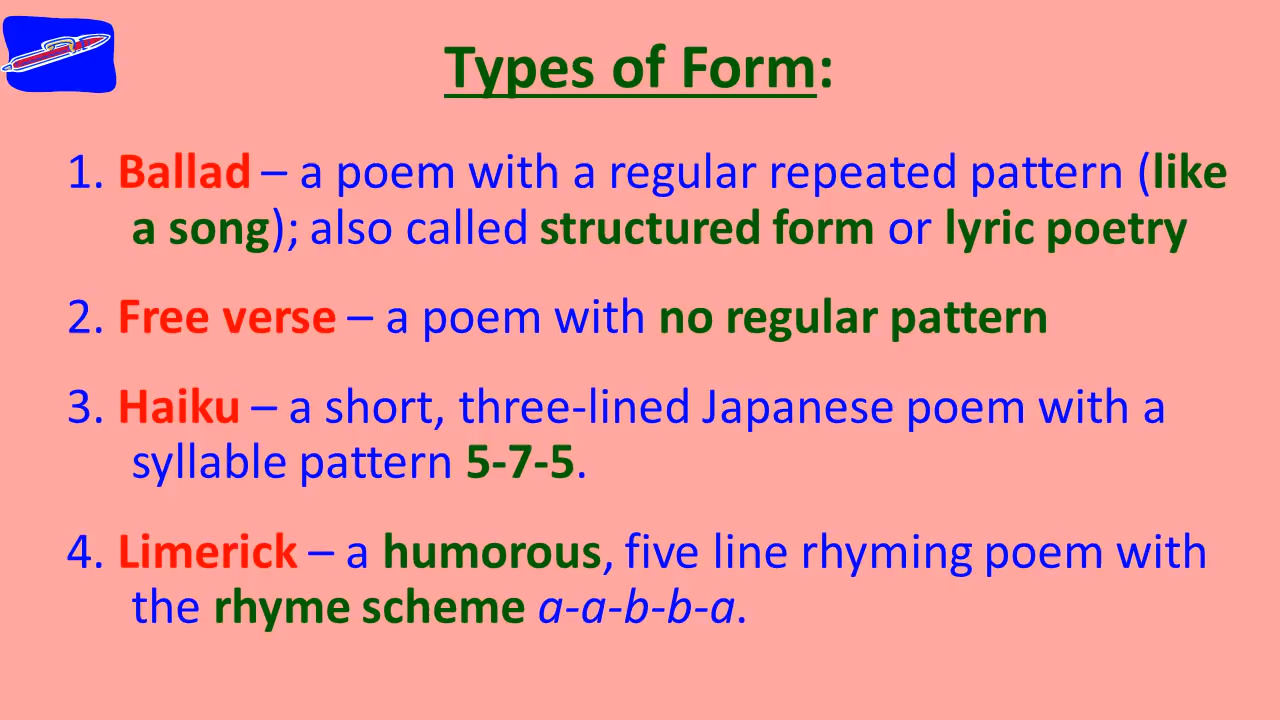 Types of Form:
1. Ballad – a poem with a regular repeated pattern (like
a song); also called structured form or lyric poetry
2. Free verse – a poem with no regular pattern
3. Haiku – a short, three-lined Japanese poem with a
syllable pattern 5-7-5.
4. Limerick – a humorous, five line rhyming poem with
the rhyme scheme a-a-b-b-a.